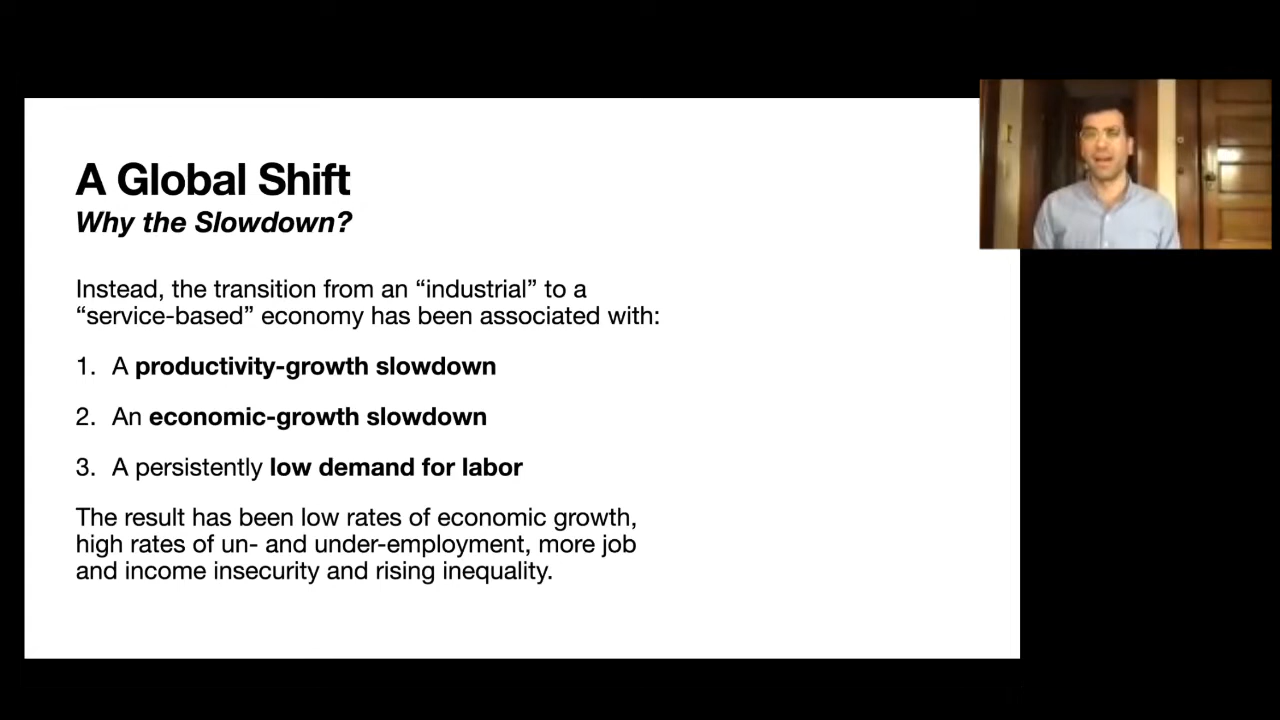 A Global Shift
Why the Slowdown?
Instead, the transition from an “industrial” to a
“service-based” economy has been associated with:
1. A productivity-growth slowdown
2. An economic-growth slowdown
3. A persistently low demand for labor
The result has been low rates of economic growth,
high rates of un- and under-employment, more job
and income insecurity and rising inequality.